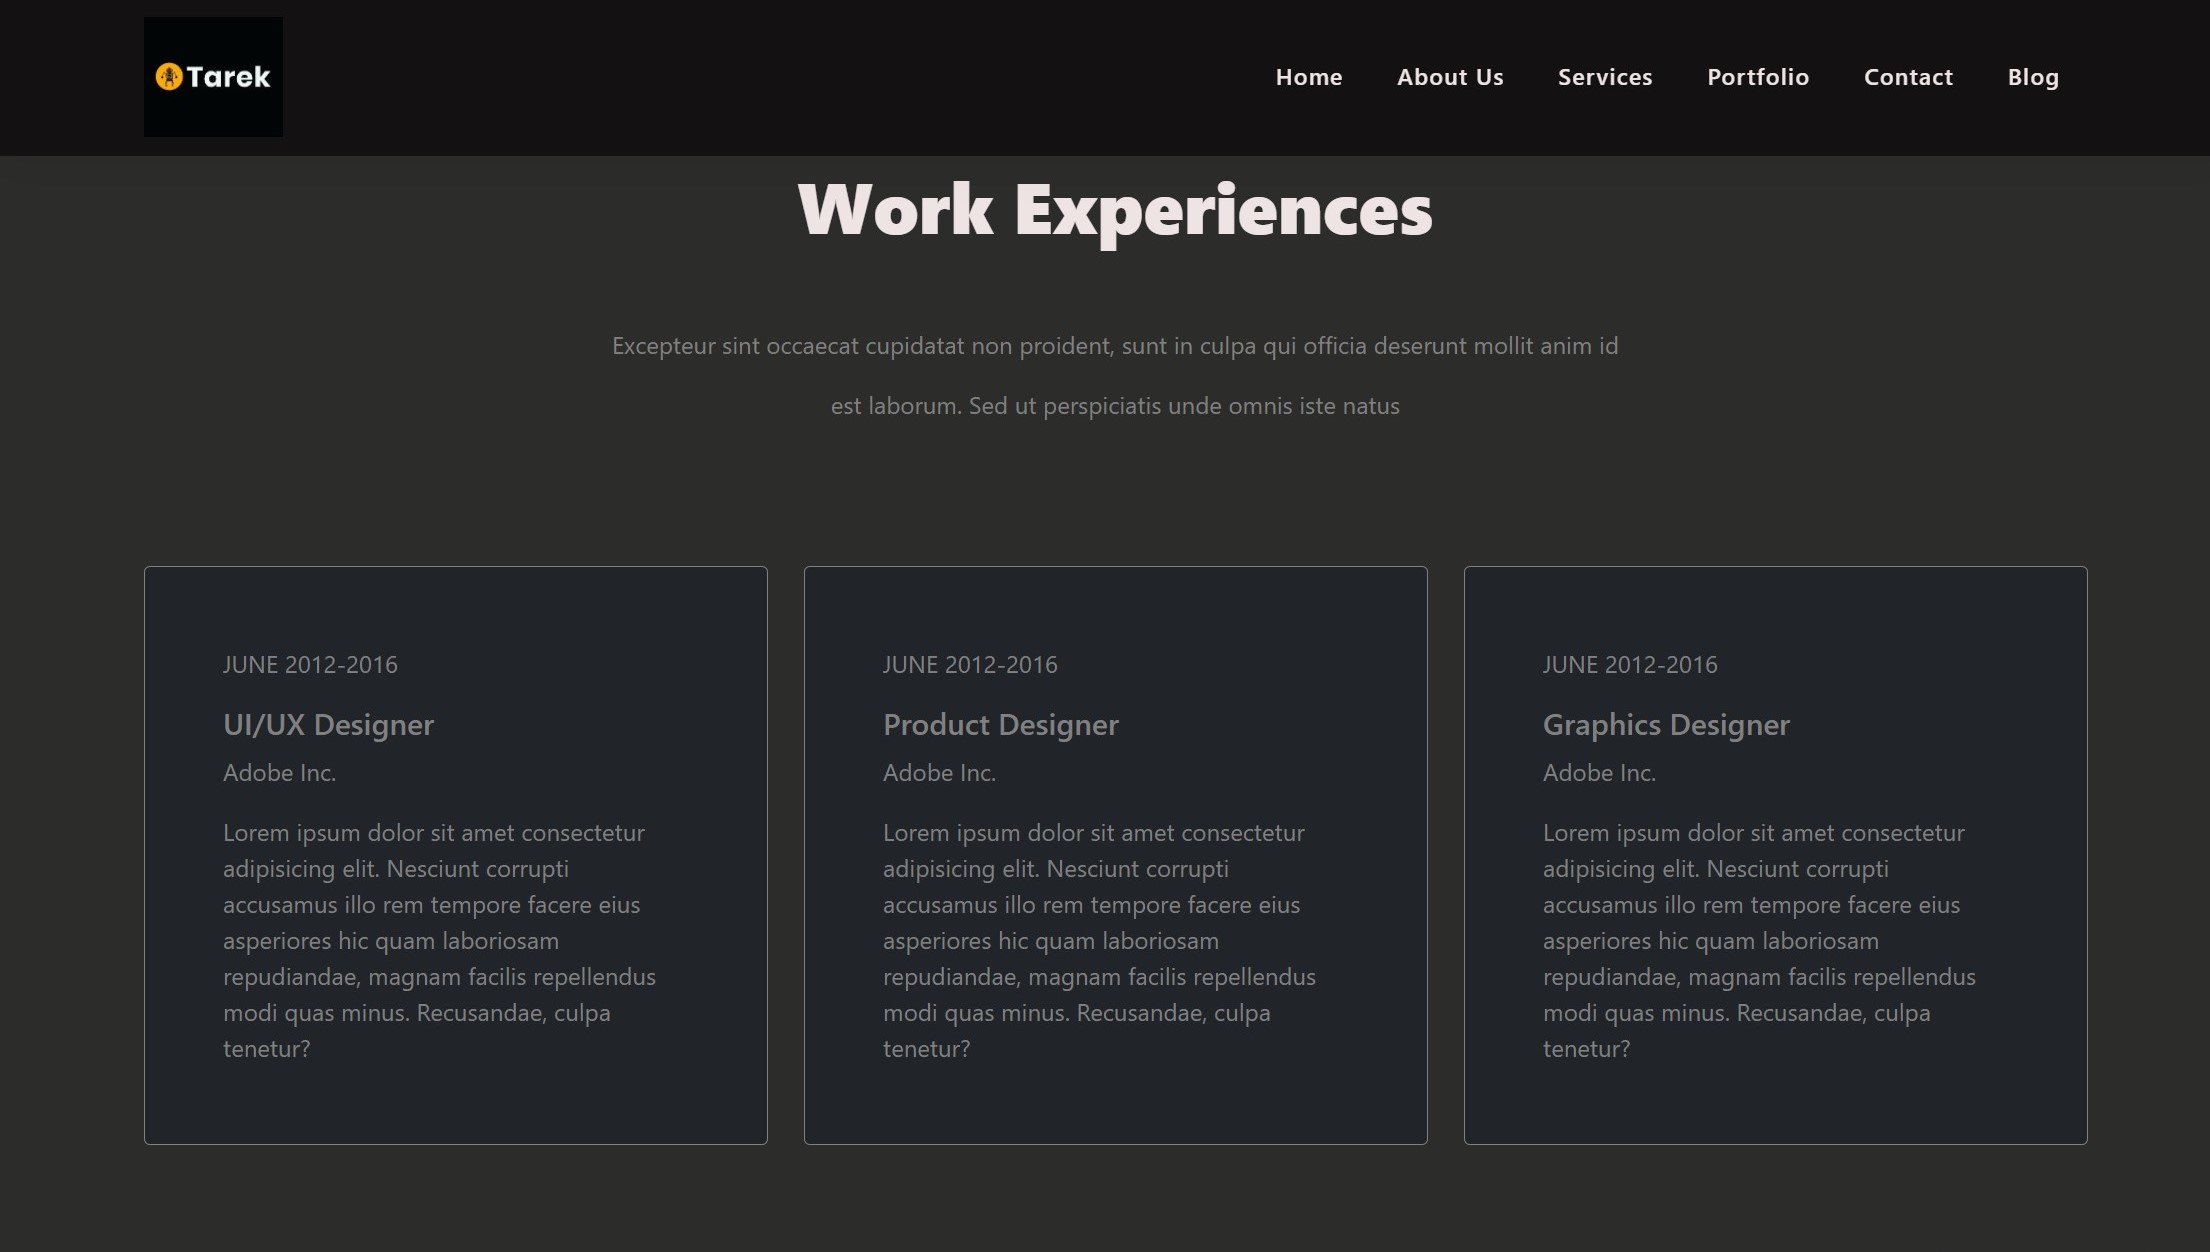 Tarek
Home About Us Services Portfolio Contact Blog
Work Experiences
Excepteur sint occaecat cupidatat non proident, sunt in culpa qui officia deserunt mollit anim id
est laborum. Sed ut perspiciatis unde omnis iste natus
JUNE 2012-2016
UI/UX Designer
Adobe Inc.
Lorem ipsum dolor sit amet consectetur
adipisicing elit. Nesciunt corrupti
accusamus illo rem tempore facere eius
asperiores hic quam laboriosam
repudiandae, magnam facilis repellendus
modi quas minus. Recusandae, culpa
tenetur?
JUNE 2012-2016
Product Designer
Adobe Inc.
Lorem ipsum dolor sit amet consectetur
adipisicing elit. Nesciunt corrupti
accusamus illo rem tempore facere eius
asperiores hic quam laboriosam
repudiandae, magnam facilis repellendus
modi quas minus. Recusandae, culpa
tenetur?
JUNE 2012-2016
Graphics Designer
Adobe Inc.
Lorem ipsum dolor sit amet consectetur
adipisicing elit. Nesciunt corrupti
accusamus illo rem tempore facere eius
asperiores hic quam laboriosam
repudiandae, magnam facilis repellendus
modi quas minus. Recusandae, culpa
tenetur?